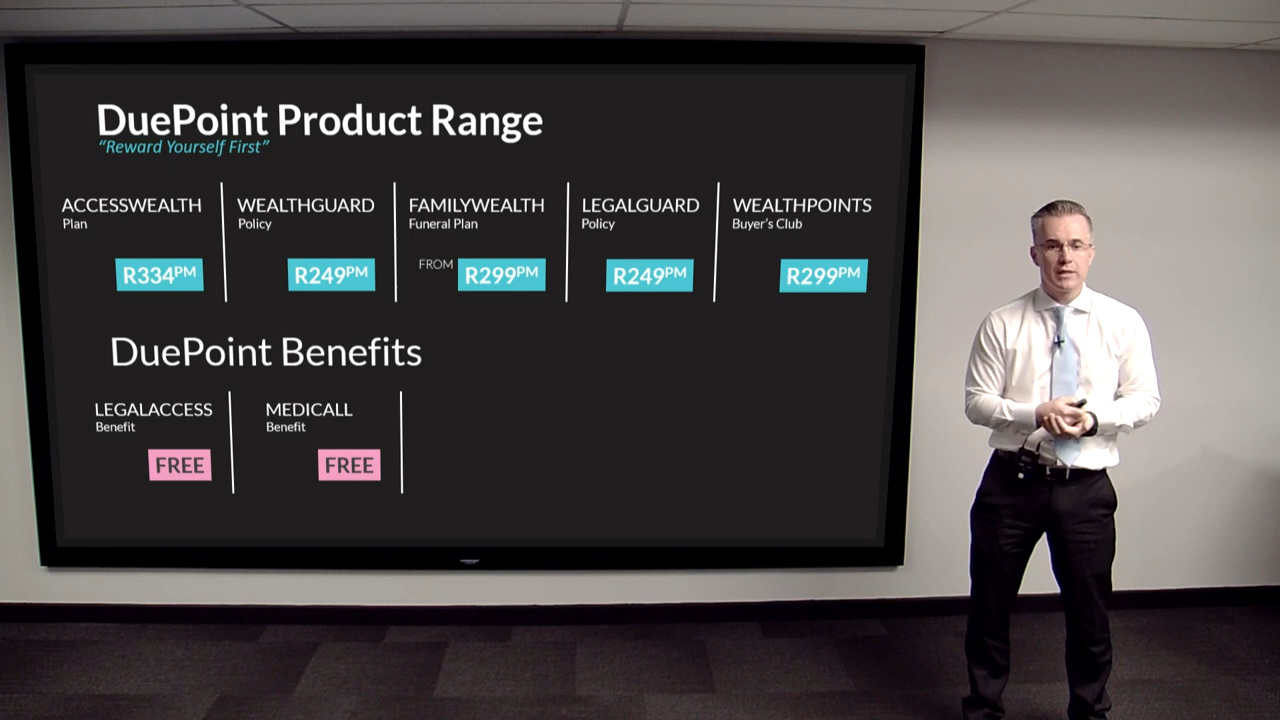 DuePoint Product Range
“Reward Yourself First”
ACCESSWEALTH
Plan
R334PM
WEALTHGUARD
Policy
R249PM
FAMILYWEALTH
Funeral Plan
FROM R299PM
LEGALGUARD
Policy
R249PM
WEALTHPOINTS
Buyer's Club
R299PM
DuePoint Benefits
LEGALACCESS
Benefit
FREE
MEDICALL
Benefit
FREE